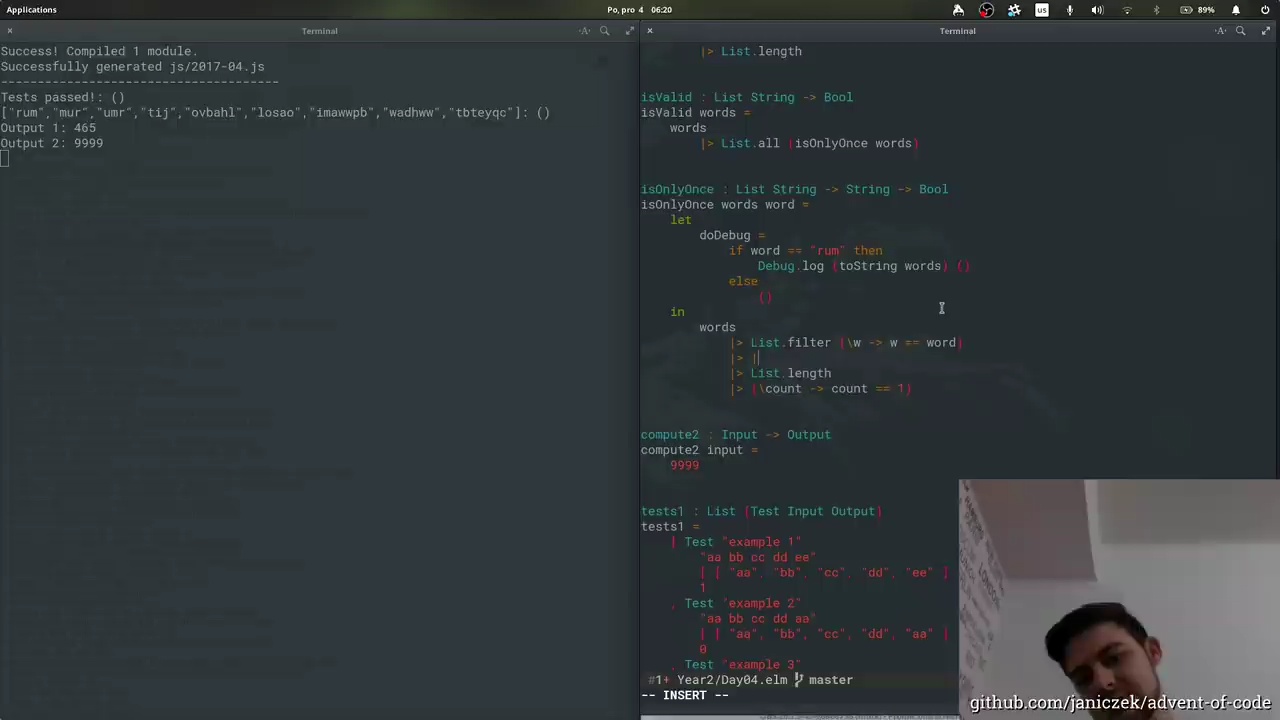 Applications
Po, pro 4 06:20
us
89%
Terminal
Terminal
Success! Compiled 1 module.
Successfully generated js/2017-04.js
--------------------------------------
Tests passed!: ()
["rum","mur","umr","tij","ovbahl","losao","imawwpb","wadhww","tbteyqc"]: ()
Output 1: 465
Output 2: 9999
|> List.length
isValid : List String -> Bool
isValid words =
words
|> List.all (isOnlyOnce words)
isOnlyOnce : List String -> String -> Bool
isOnlyOnce words word =
let
doDebug =
if word == "rum" then
Debug.log (toString words) ()
else
()
in
words
|> List.filter (\w -> w == word)
|> (
|> List.length
|> (\count -> count == 1)
compute2 : Input -> Output
compute2 input =
9999
tests1 : List (Test Input Output)
tests1 =
[ Test "example 1"
"aa bb cc dd ee"
[ [ "aa", "bb", "cc", "dd", "ee" ]
1
, Test "example 2"
"aa bb cc dd aa"
[ [ "aa", "bb", "cc", "dd", "aa" ]
0
, Test "example 3"
#1+ Year2/Day04.elm master
-- INSERT --
github.com/janiczek/advent-of-code